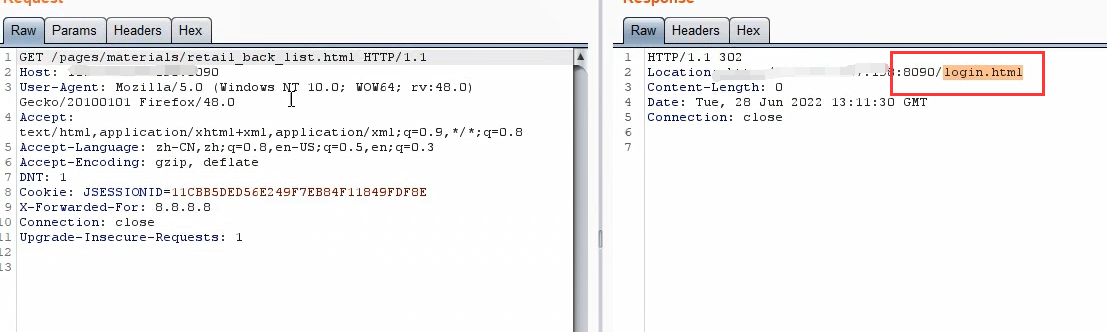 Request
Raw Params Headers Hex
1 GET /pages/materials/retail_back_list.html HTTP/1.1
2 Host: :8090
3 User-Agent: Mozilla/5.0 (Windows NT 10.0; WOW64; rv:48.0)
Gecko/20100101 Firefox/48.0
4 Accept:
text/html,application/xhtml+xml,application/xml;q=0.9,*/*;q=0.8
5 Accept-Language: zh-CN,zh;q=0.8,en-US;q=0.5,en;q=0.3
6 Accept-Encoding: gzip, deflate
7 DNT: 1
8 Cookie: JSESSIONID=11CBB5DED56E249F7EB84F11849FDF8E
9 X-Forwarded-For: 8.8.8.8
10 Connection: close
11 Upgrade-Insecure-Requests: 1
12
13
Response
Raw Headers Hex
1 HTTP/1.1 302
2 Location: :8090/login.html
3 Content-Length: 0
4 Date: Tue, 28 Jun 2022 13:11:30 GMT
5 Connection: close
6
7